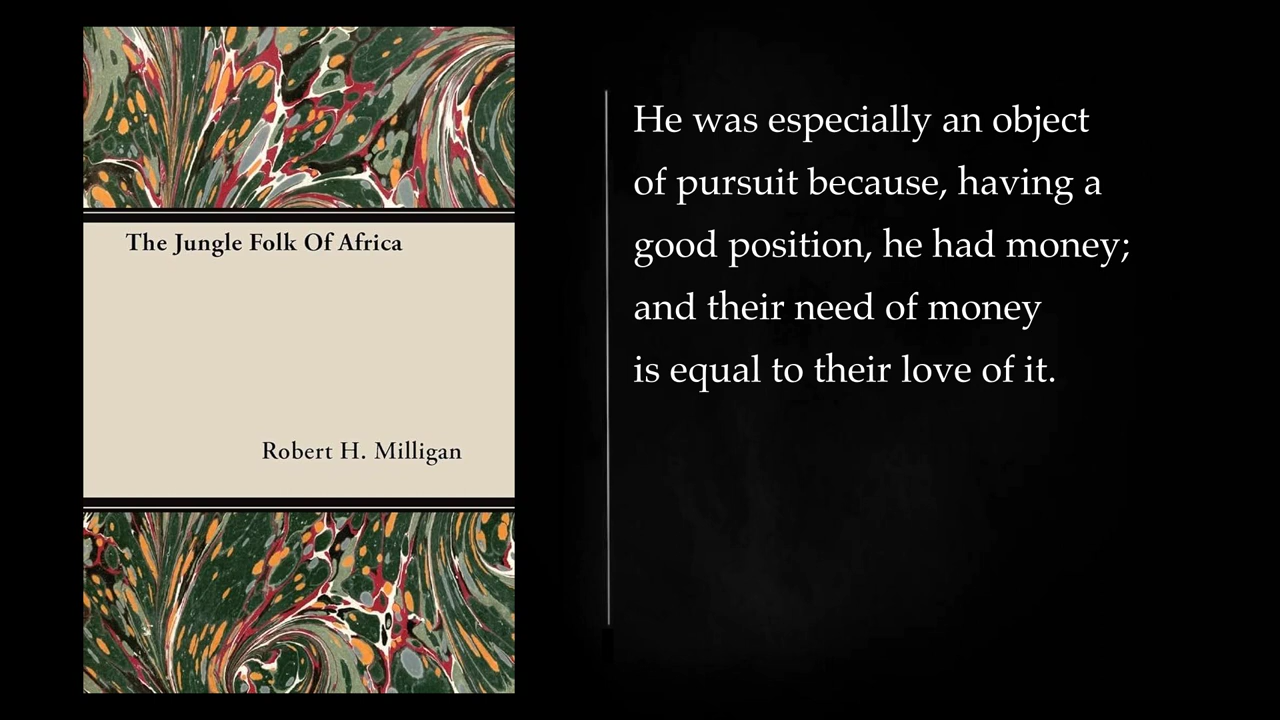 The Jungle Folk Of Africa
Robert H. Milligan
He was especially an object
of pursuit because, having a
good position, he had money;
and their need of money
is equal to their love of it.